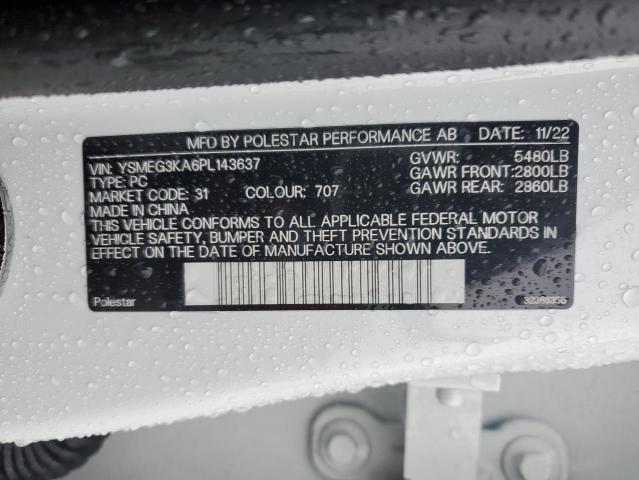 MFD BY POLESTAR PERFORMANCE AB DATE: 11/22
VIN: YSMEG3KA6PL143637 GVWR: 5480LB
TYPE: PC GAWR FRONT: 2800LB
MARKET CODE: 31 COLOUR: 707 GAWR REAR: 2860LB
MADE IN CHINA
THIS VEHICLE CONFORMS TO ALL APPLICABLE FEDERAL MOTOR
VEHICLE SAFETY, BUMPER AND THEFT PREVENTION STANDARDS IN
EFFECT ON THE DATE OF MANUFACTURE SHOWN ABOVE.
Polestar